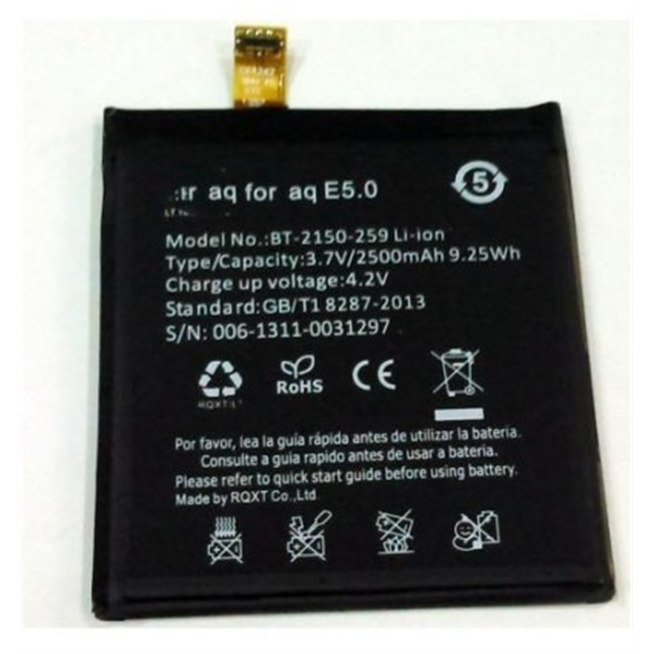 aq for aq E5.0
5
Model No.:BT-2150-259 Li-ion
Type/Capacity:3.7V/2500mAh 9.25Wh
Charge up voltage:4.2V
Standard:GB/T1 8287-2013
S/N: 006-1311-0031297
RoHS
CE
RQXT
Por favor, lea la guía rápida antes de utilizar la bateria.
Consulte a guia rapido antes de usar a bateria.
Please refer to quick start guide before using battery.
Made by RQXT Co.,Ltd